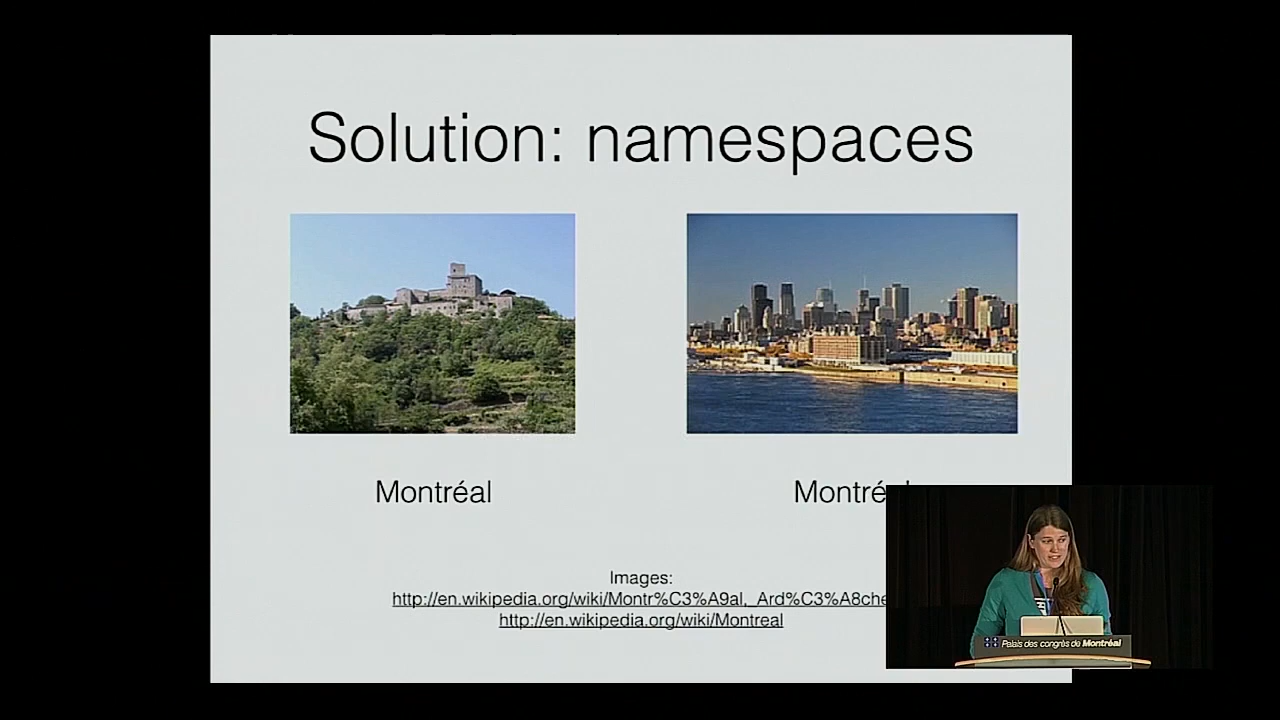 Solution: namespaces
Montréal
Images:
http://en.wikipedia.org/wiki/Montr%C3%A9al,_Ard%C3%A8che
http://en.wikipedia.org/wiki/Montreal
Palais des congrès de Montréal